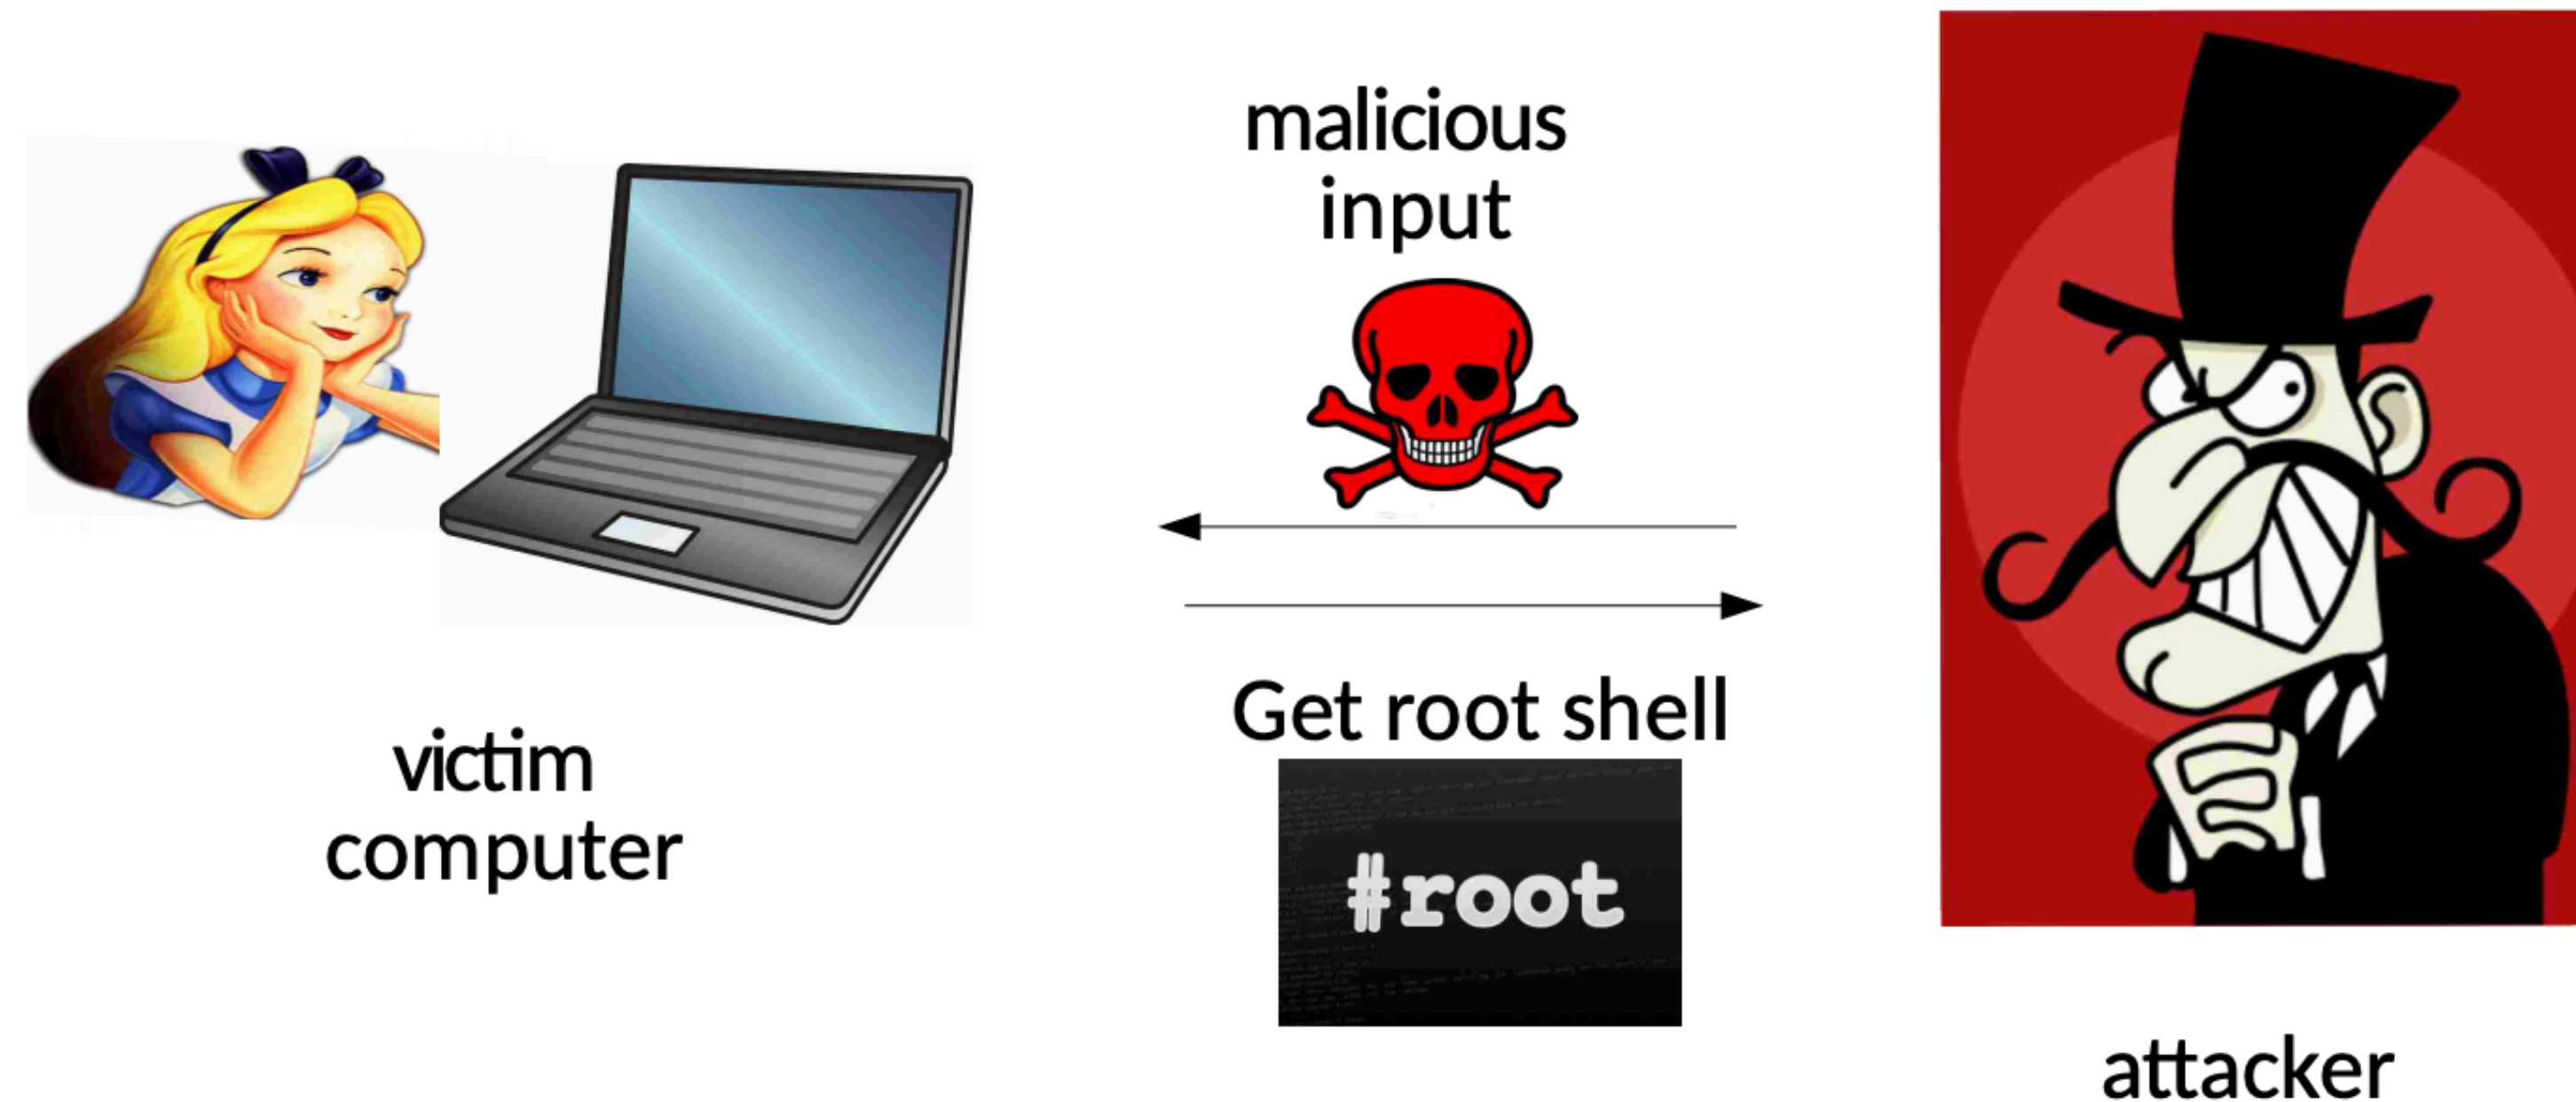 malicious
input
Get root shell
#root
victim
computer
attacker